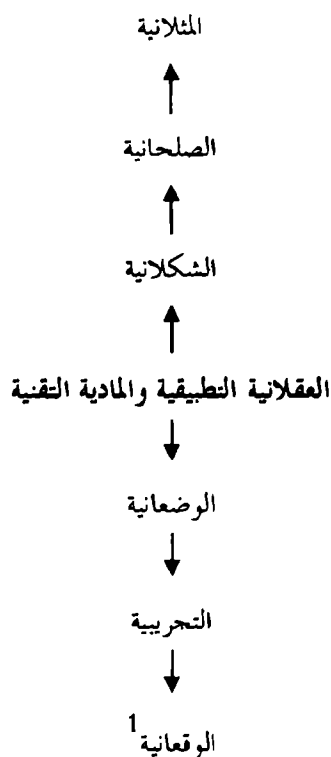 المثلانية
الصلحانية
الشكلانية
العقلانية التطبيقية والمادية التقنية
الوضعانية
التجريبية
الوقعانية1